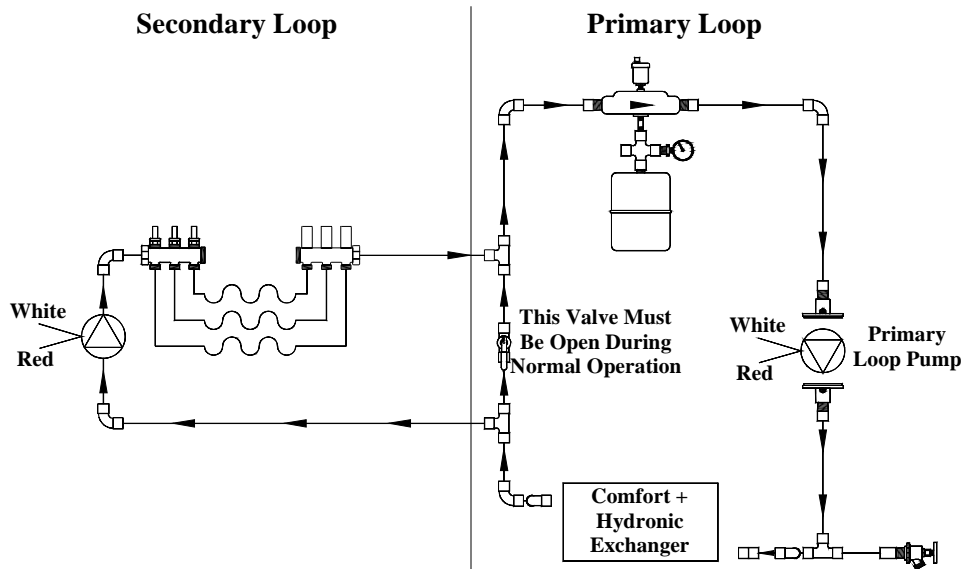 Secondary Loop
Primary Loop
White
Red
This Valve Must
Be Open During
Normal Operation
White
Red
Primary
Loop Pump
Comfort +
Hydronic
Exchanger